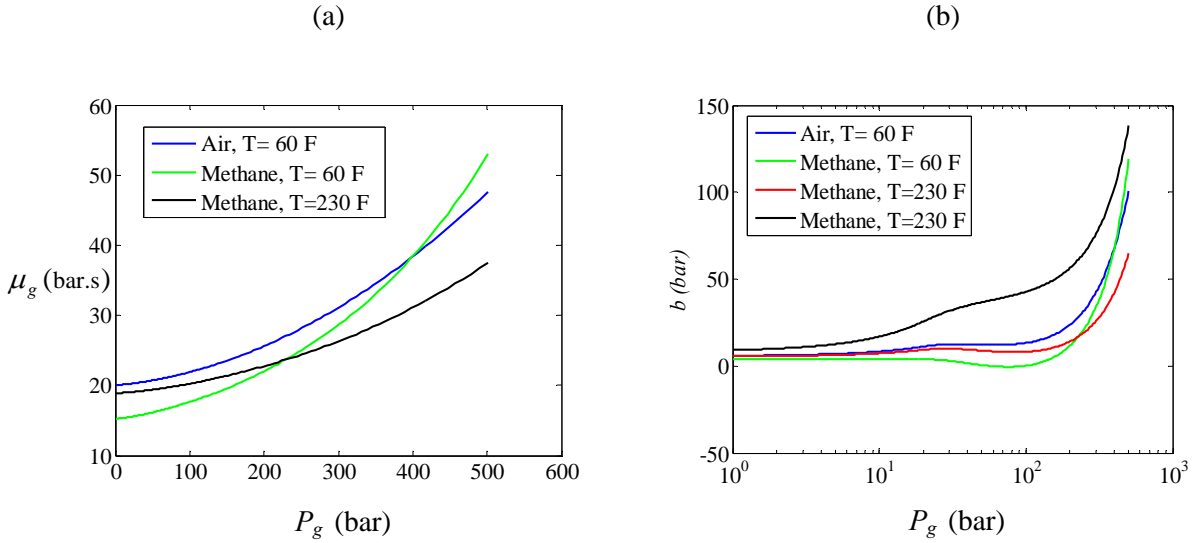 (a)
60
50
40
30
20
10
μg (bar.s)
Air, T= 60 F
Methane, T= 60 F
Methane, T=230 F
0 100 200 300 400 500 600
Pg (bar)
(b)
150
100
50
0
-50
b (bar)
Air, T= 60 F
Methane, T= 60 F
Methane, T=230 F
Methane, T=230 F
10^0 10^1 10^2 10^3
Pg (bar)